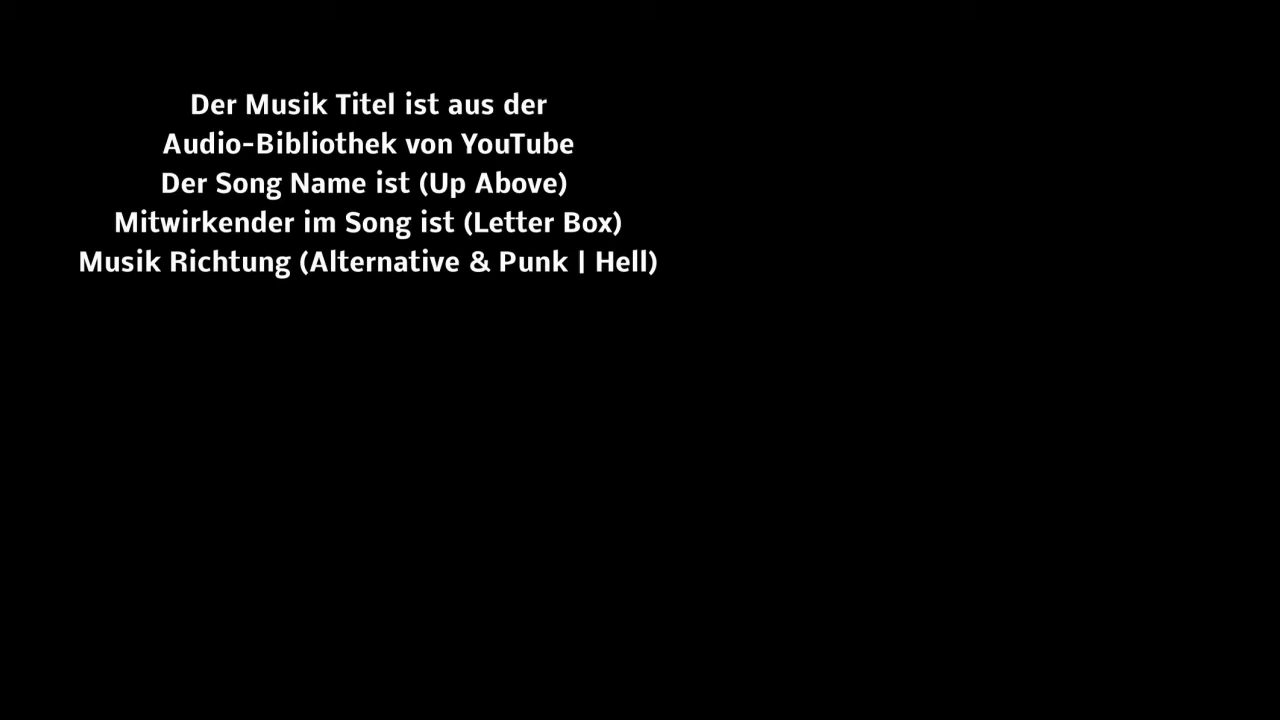 Der Musik Titel ist aus der
Audio-Bibliothek von YouTube
Der Song Name ist (Up Above)
Mitwirkender im Song ist (Letter Box)
Musik Richtung (Alternative & Punk | Hell)